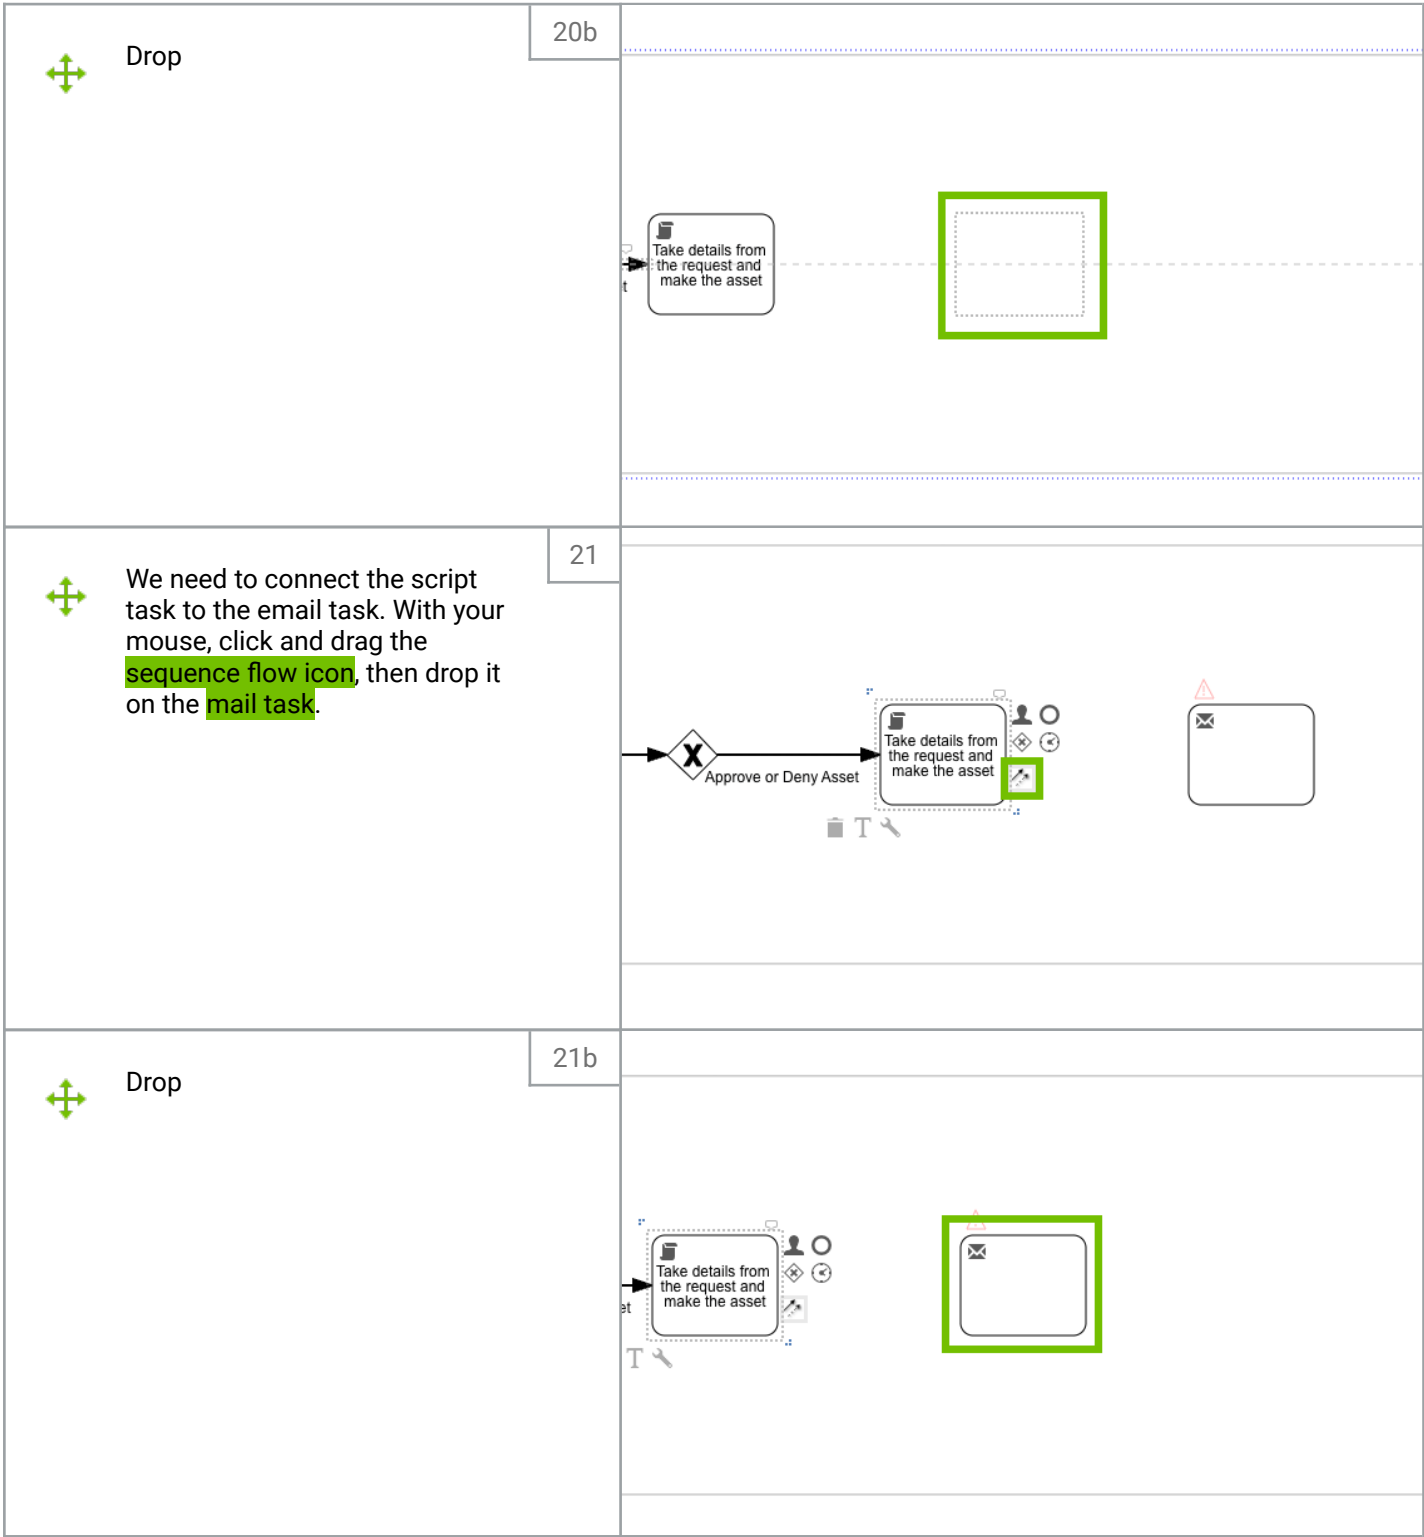 20b
Drop
Take details from
the request and
make the asset
t
21
We need to connect the script
task to the email task. With your
mouse, click and drag the
sequence flow icon, then drop it
on the mail task.
X
Approve or Deny Asset
Take details from
the request and
make the asset
T
21b
Drop
Take details from
the request and
make the asset
et
T